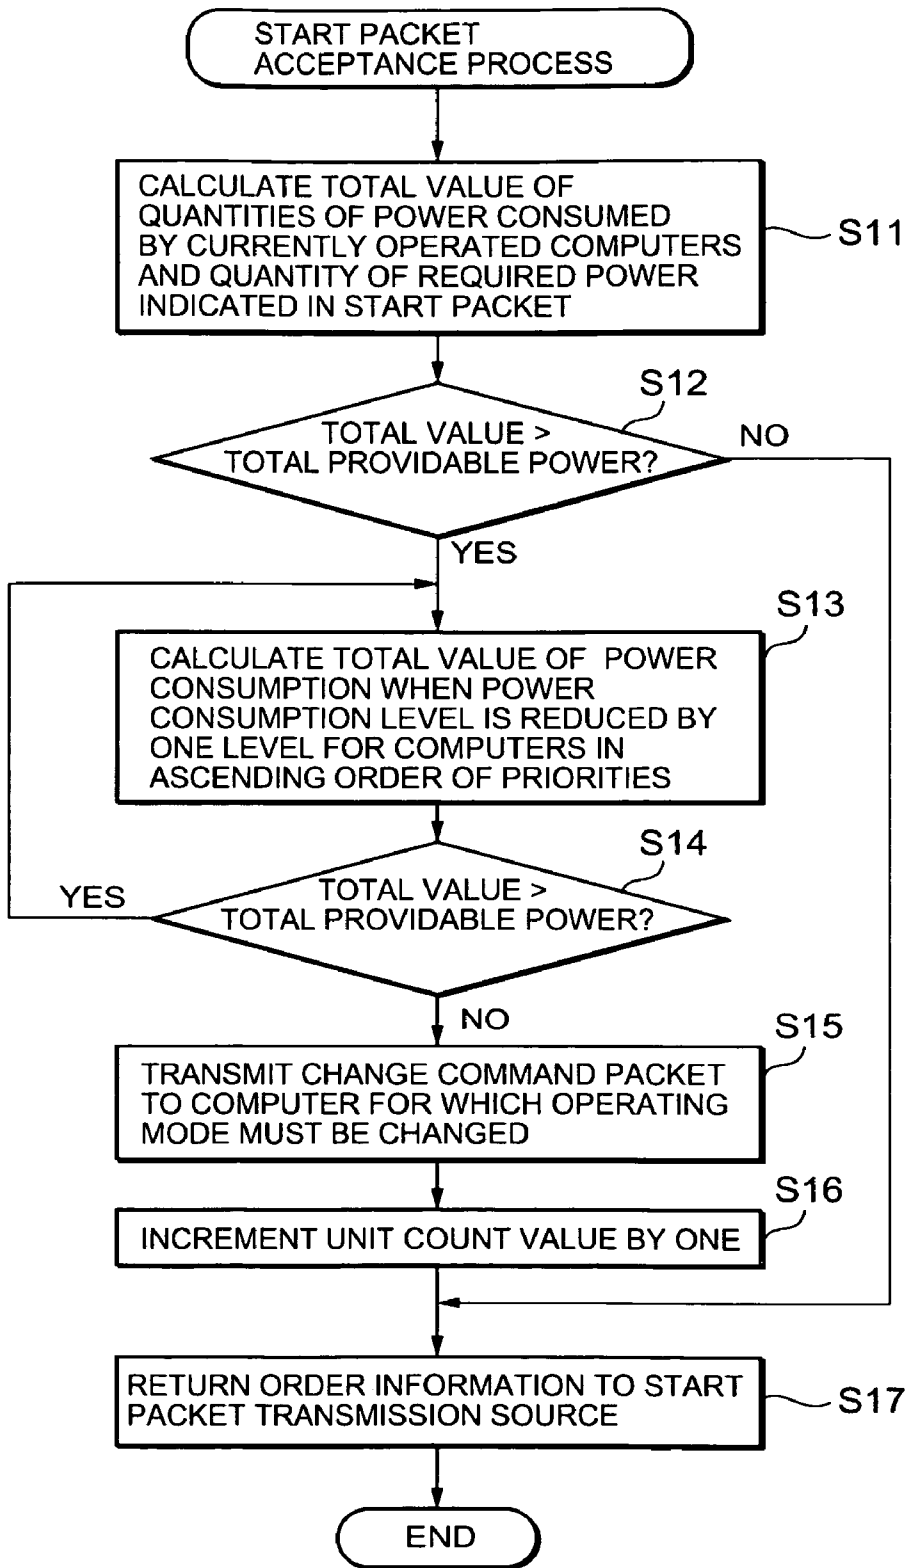 START PACKET
ACCEPTANCE PROCESS
CALCULATE TOTAL VALUE OF
QUANTITIES OF POWER CONSUMED
BY CURRENTLY OPERATED COMPUTERS
AND QUANTITY OF REQUIRED POWER
INDICATED IN START PACKET
S11
S12
TOTAL VALUE >
TOTAL PROVIDABLE POWER?
NO
YES
S13
CALCULATE TOTAL VALUE OF POWER
CONSUMPTION WHEN POWER
CONSUMPTION LEVEL IS REDUCED BY
ONE LEVEL FOR COMPUTERS IN
ASCENDING ORDER OF PRIORITIES
S14
YES
TOTAL VALUE >
TOTAL PROVIDABLE POWER?
NO
S15
TRANSMIT CHANGE COMMAND PACKET
TO COMPUTER FOR WHICH OPERATING
MODE MUST BE CHANGED
S16
INCREMENT UNIT COUNT VALUE BY ONE
RETURN ORDER INFORMATION TO START
PACKET TRANSMISSION SOURCE
S17
END